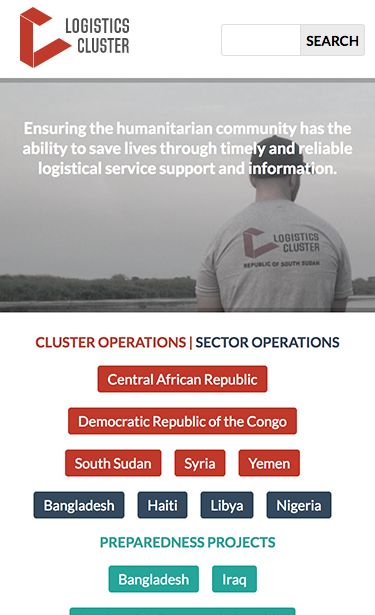 LOGISTICS
CLUSTER
SEARCH
Ensuring the humanitarian community has the
ability to save lives through timely and reliable
logistical service support and information.
LOGISTICS
CLUSTER
REPUBLIC OF SOUTH SUDAN
CLUSTER OPERATIONS | SECTOR OPERATIONS
Central African Republic
Democratic Republic of the Congo
South Sudan Syria Yemen
Bangladesh Haiti Libya Nigeria
PREPAREDNESS PROJECTS
Bangladesh Iraq